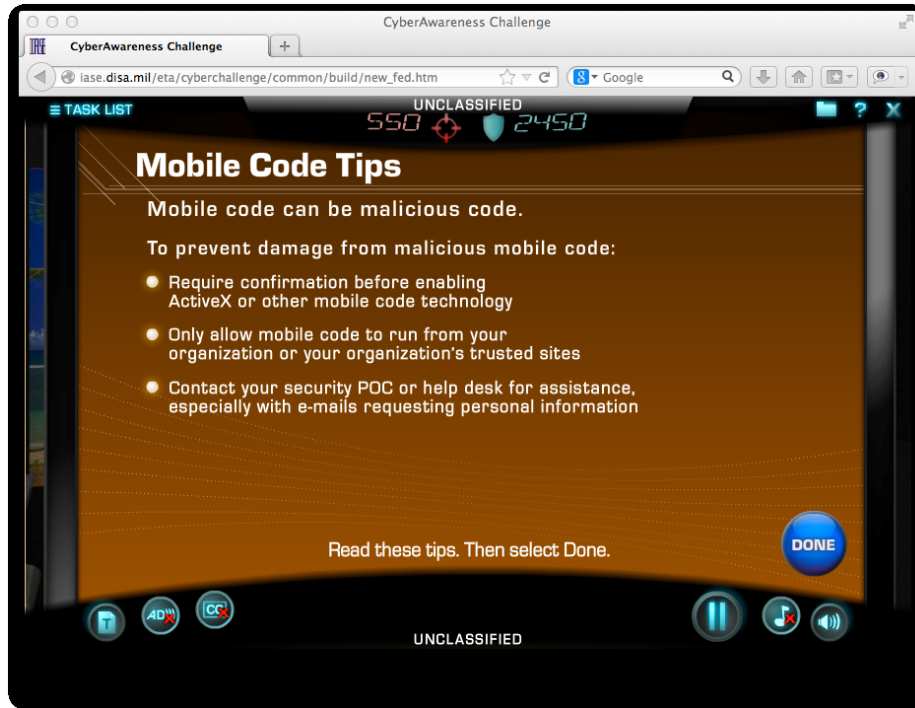 CyberAwareness Challenge
CyberAwareness Challenge
iase.disa.mil/eta/cyberchallenge/common/build/new_fed.htm
8 Google
UNCLASSIFIED
TASK LIST
550 2450
? X
Mobile Code Tips
Mobile code can be malicious code.
To prevent damage from malicious mobile code:
Require confirmation before enabling
ActiveX or other mobile code technology
Only allow mobile code to run from your
organization or your organization's trusted sites
Contact your security POC or help desk for assistance,
especially with e-mails requesting personal information
DONE
Read these tips. Then select Done.
T
AD
CC
UNCLASSIFIED